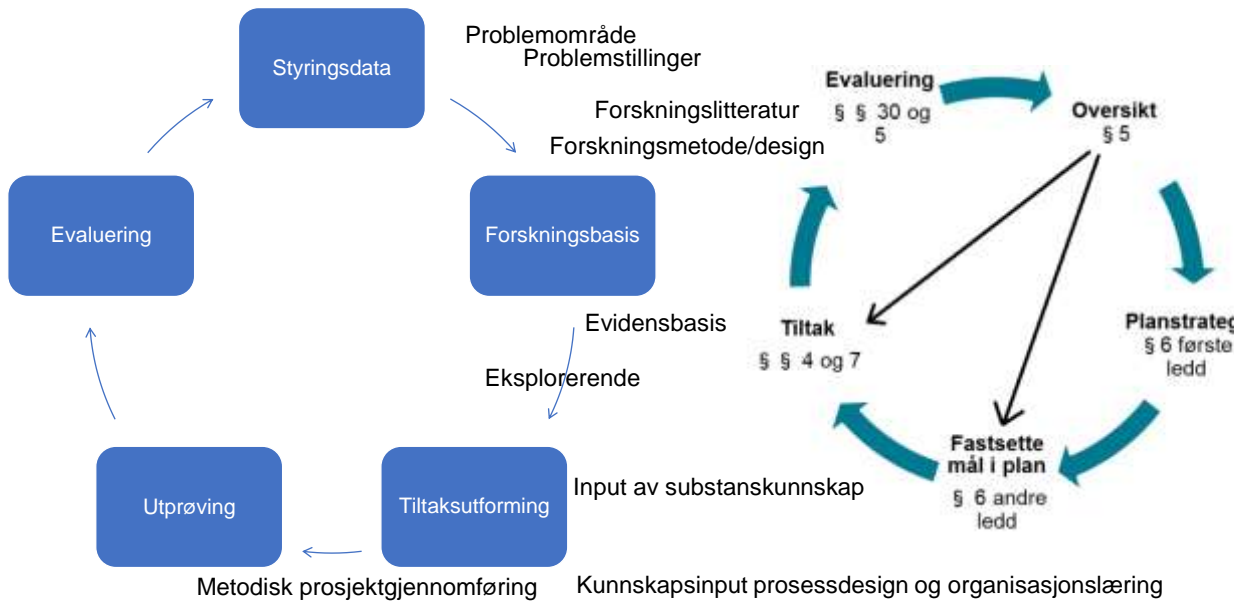 Problemområde
Problemstillinger
Styringsdata
Forskningslitteratur
Forskningsmetode/design
Evaluering
Forskningsbasis
Evidensbasis
Eksplorerende
Utprøving
Tiltaksutforming
Input av substanskunnskap
Metodisk prosjektgjennomføring
Kunnskapsinput prosessdesign og organisasjonslæring
Evaluering
§ § 30 og
5
Oversikt
§ 5
Tiltak
§ § 4 og 7
Planstrateg
§ 6 første
ledd
Fastsette
mål i plan
§ 6 andre
ledd